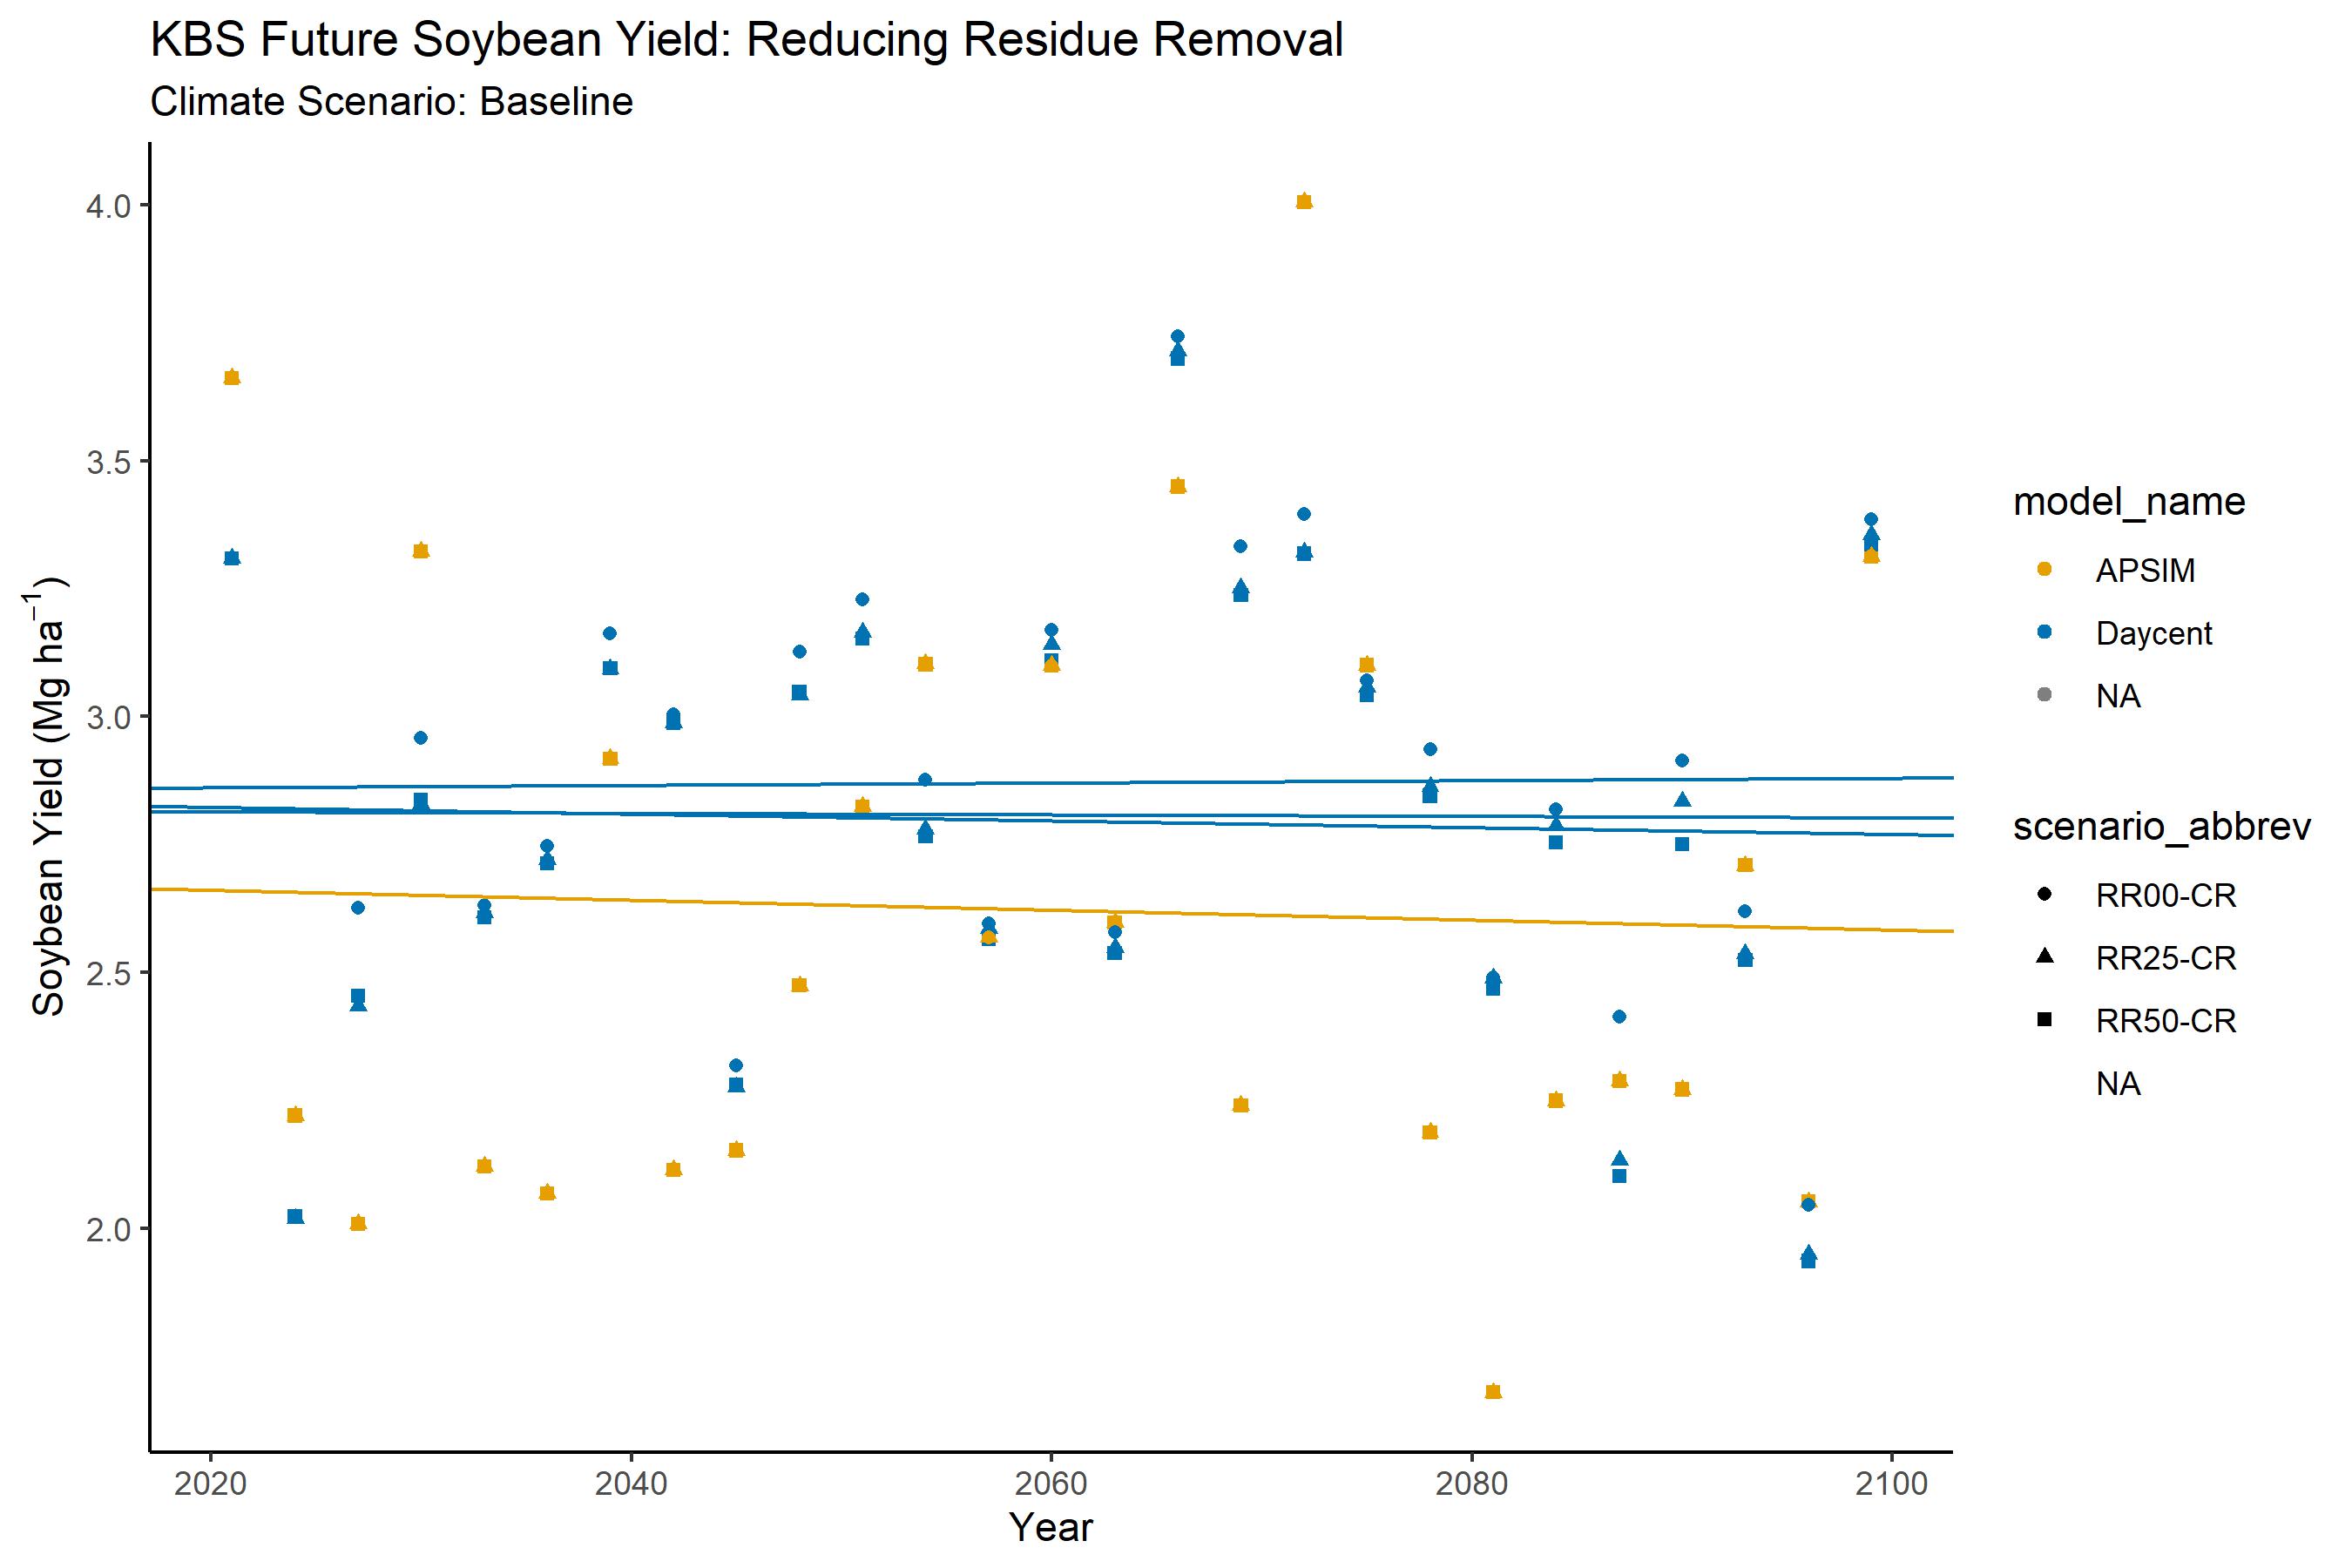 KBS Future Soybean Yield: Reducing Residue Removal
Climate Scenario: Baseline
Soybean Yield (Mg ha⁻¹)
4.0
3.5
3.0
2.5
2.0
2020 2040 2060 2080 2100
Year
model_name
APSIM
Daycent
NA
scenario_abbrev
RR00-CR
RR25-CR
RR50-CR
NA